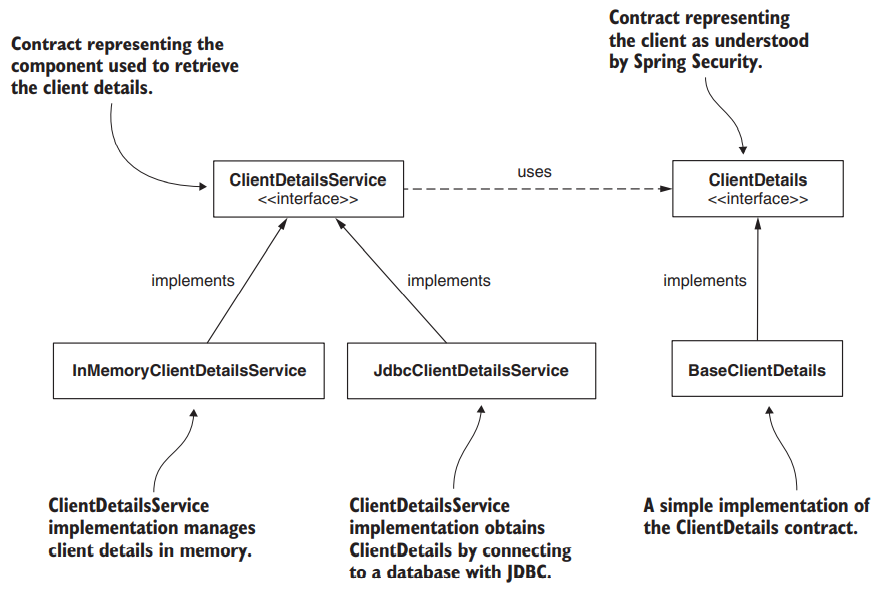 Contract representing the
component used to retrieve
the client details.
Contract representing
the client as understood
by Spring Security.
ClientDetailsService
<<interface>>
uses
ClientDetails
<<interface>>
implements
implements
implements
InMemoryClientDetailsService
JdbcClientDetailsService
BaseClientDetails
ClientDetailsService
implementation manages
client details in memory.
ClientDetailsService
implementation obtains
ClientDetails by connecting
to a database with JDBC.
A simple implementation of
the ClientDetails contract.